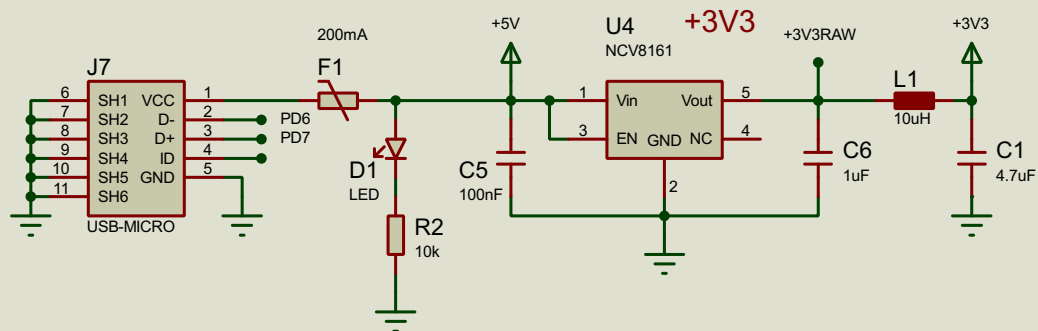 +5V
U4
+3V3
NCV8161
+3V3RAW
+3V3
200mA
F1
J7
L1
10uH
6 SH1 VCC 1
7 SH2 D- 2 PD6
8 SH3 D+ 3 PD7
9 SH4 ID 4
10 SH5 GND 5
11 SH6
USB-MICRO
1 Vin Vout 5
3 EN GND NC 4
2
D1
LED
R2
10k
C5
100nF
C6
1uF
C1
4.7uF